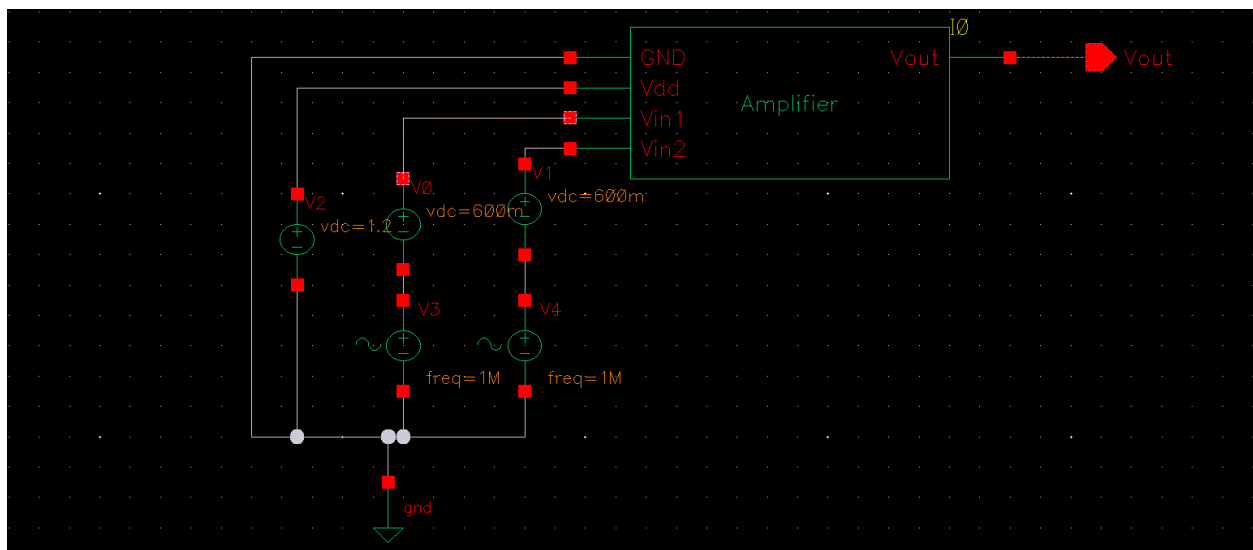 I0
GND
Vout
Vout
Vdd
Amplifier
Vin1
Vin2
V1
V0
vdc=600m
V2
vdc=600m
vdc=1.2
V3
V4
freq=1M
freq=1M
gnd